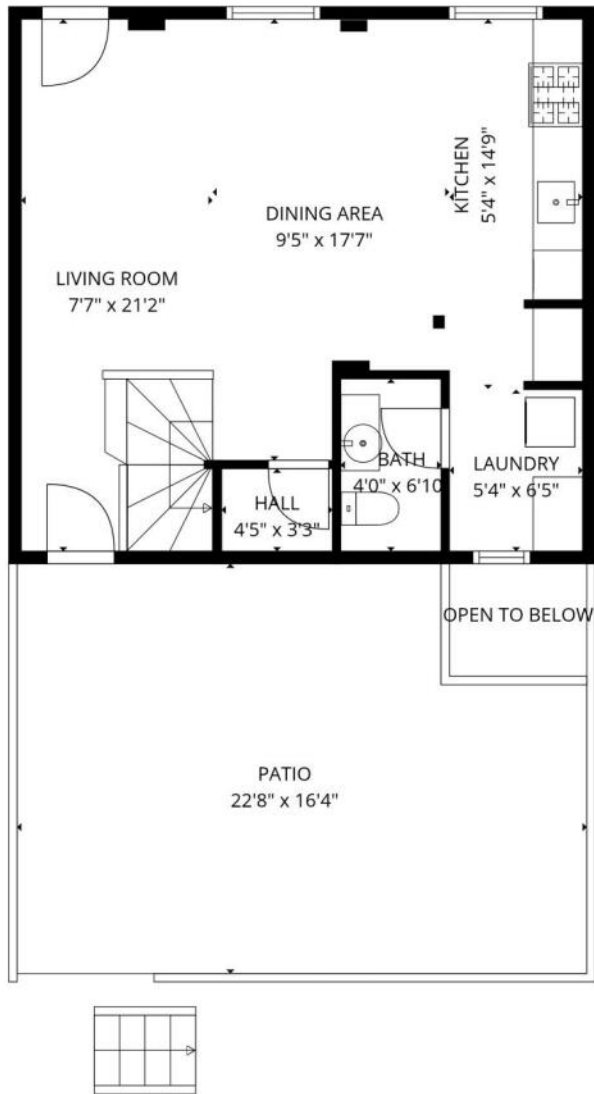 KITCHEN
5'4" x 14'9"
DINING AREA
9'5" x 17'7"
LIVING ROOM
7'7" x 21'2"
BATH
4'0" x 6'10
LAUNDRY
5'4" x 6'5"
HALL
4'5" x 3'3"
OPEN TO BELOW
PATIO
22'8" x 16'4"